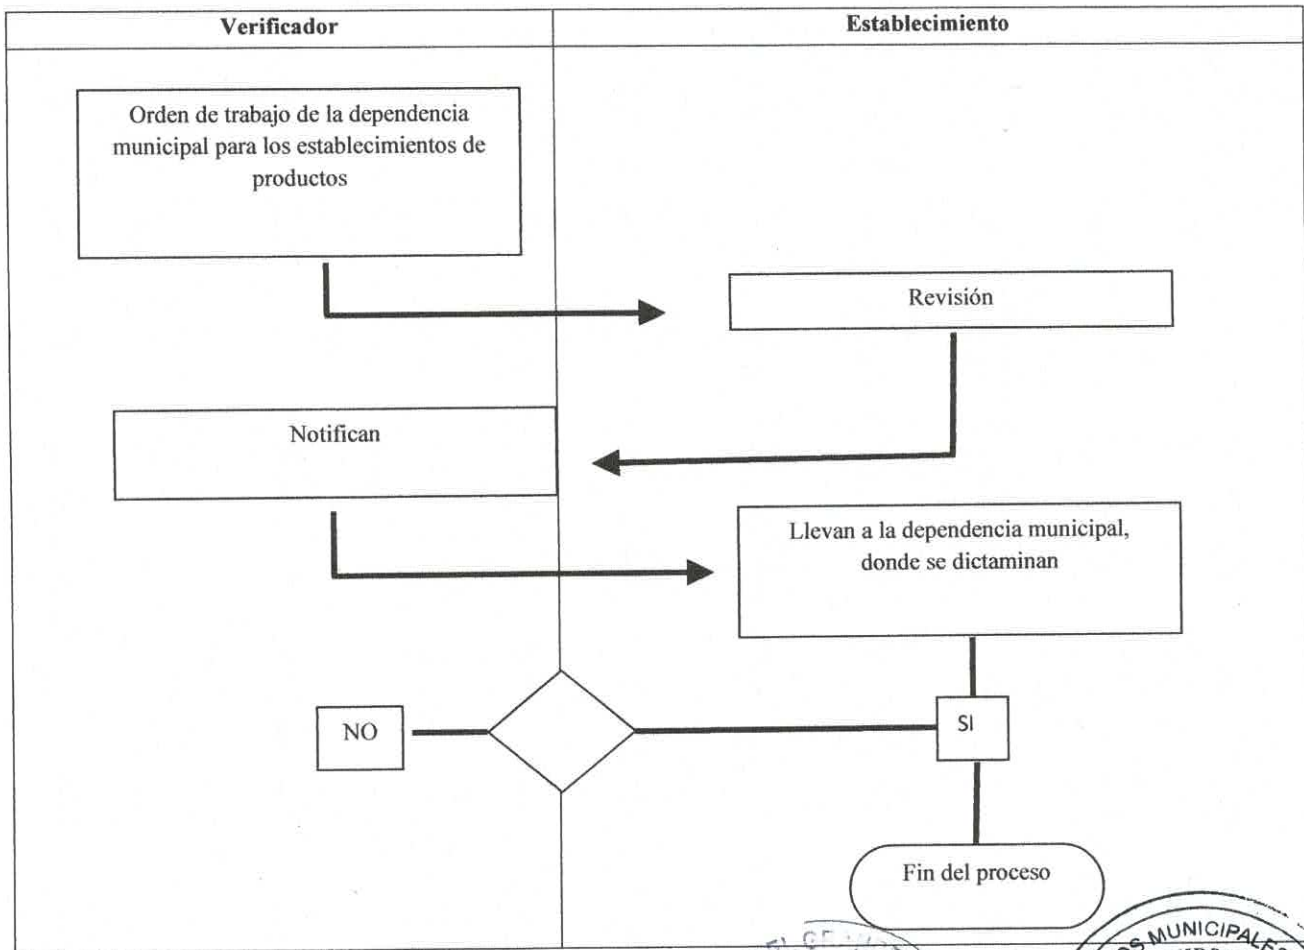 Verificador
Establecimiento
Orden de trabajo de la dependencia
municipal para los establecimientos de
productos
Revisión
Notifican
Llevan a la dependencia municipal,
donde se dictaminan
NO
SI
Fin del proceso
OS MUNICIPALES